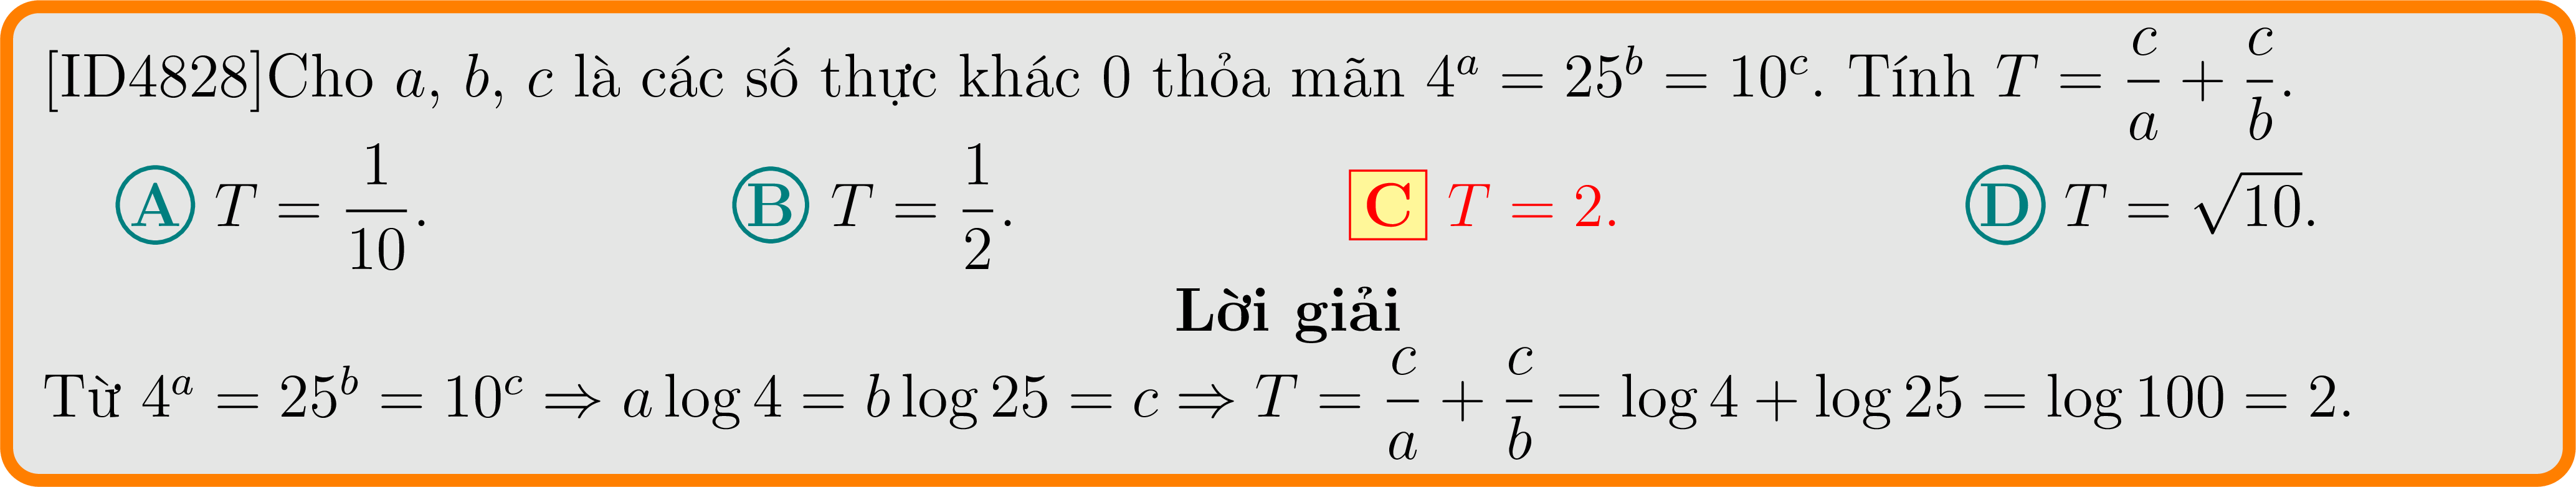 [ID4828]Cho a, b, c là các số thực khác 0 thỏa mãn 4^a = 25^b = 10^c. Tính T = \frac{c}{a} + \frac{c}{b}.
A T = \frac{1}{10}. B T = \frac{1}{2}. C T = 2. D T = \sqrt{10}.
Lời giải
Từ 4^a = 25^b = 10^c ⇒ a log 4 = b log 25 = c ⇒ T = \frac{c}{a} + \frac{c}{b} = log 4 + log 25 = log 100 = 2.